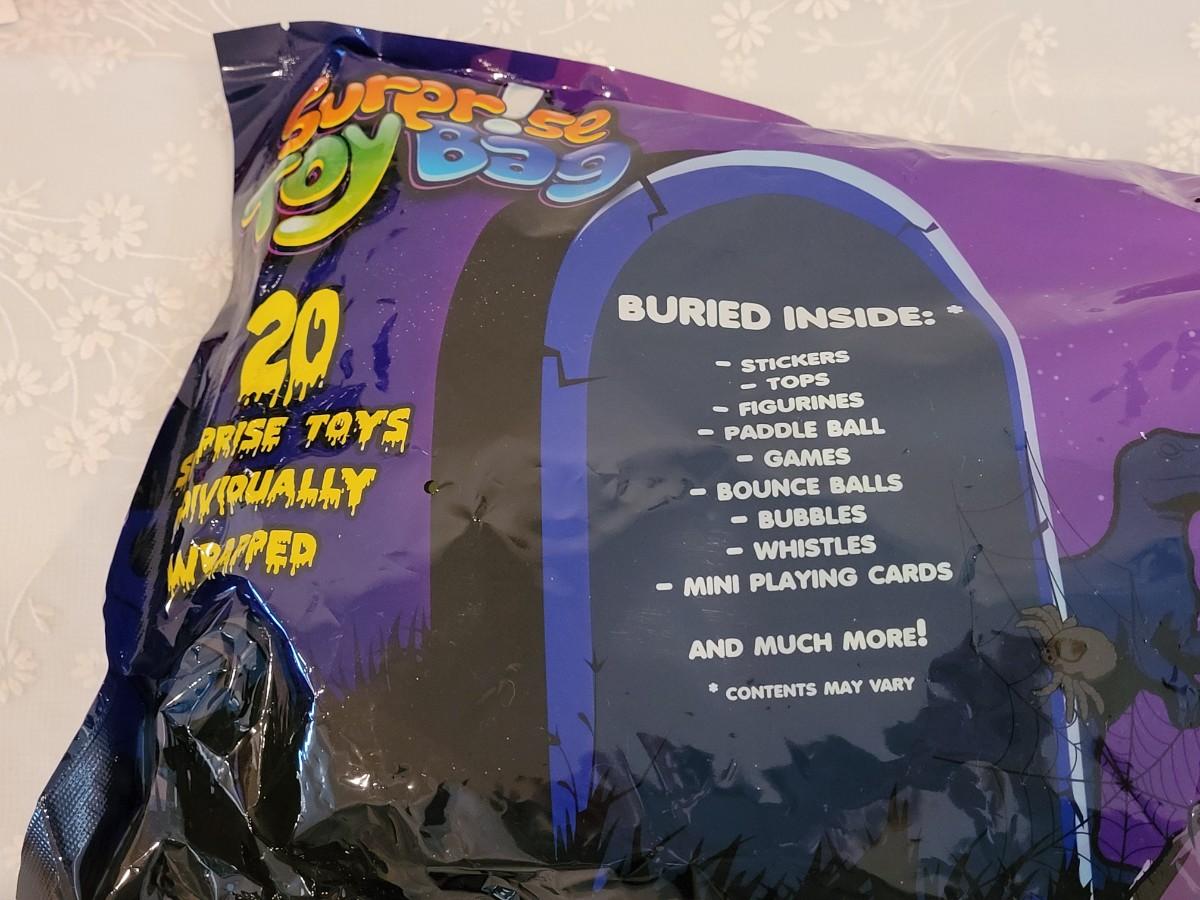 Surprise
Toy Bag
20
PRISE TOYS
IVIDUALLY
WRAPPED
BURIED INSIDE: *
- STICKERS
- TOPS
- FIGURINES
- PADDLE BALL
- GAMES
- BOUNCE BALLS
- BUBBLES
- WHISTLES
- MINI PLAYING CARDS
AND MUCH MORE!
* CONTENTS MAY VARY